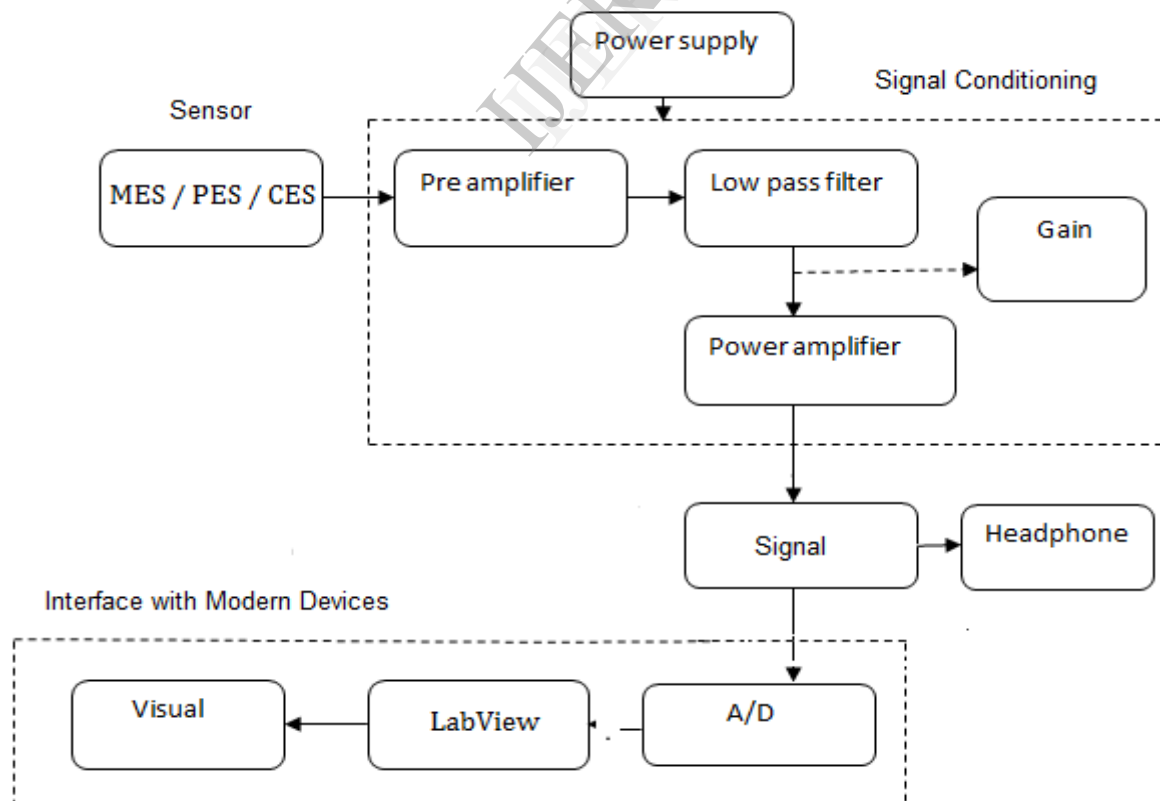 Power supply
Signal Conditioning
Sensor
MES / PES / CES
Pre amplifier
Low pass filter
Gain
Power amplifier
Signal
Headphone
Interface with Modern Devices
Visual
LabView
A/D